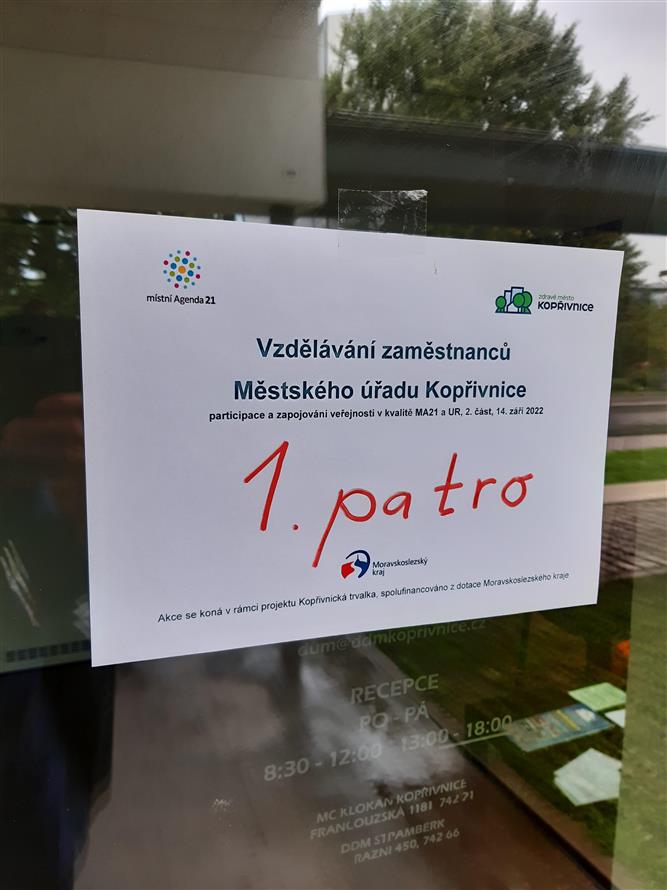 místní Agenda 21
zdravé město
KOPŘIVNICE
Vzdělávání zaměstnanců
Městského úřadu Kopřivnice
participace a zapojování veřejnosti v kvalitě MA21 a UR, 2. část, 14. září 2022
1. patro
Moravskoslezský
kraj
Akce se koná v rámci projektu Kopřivnická trvalka, spolufinancováno z dotace Moravskoslezského kraje
dum@ddmkoprivnice.cz
RECEPCE
PO - PÁ
8:30 - 12:00 13:00 - 18:00
MC KLOKAN KOPŘIVNICE
FRANCOUZSKÁ 1181 742 21
DDM ŠTRAMBERK
450, 742 66